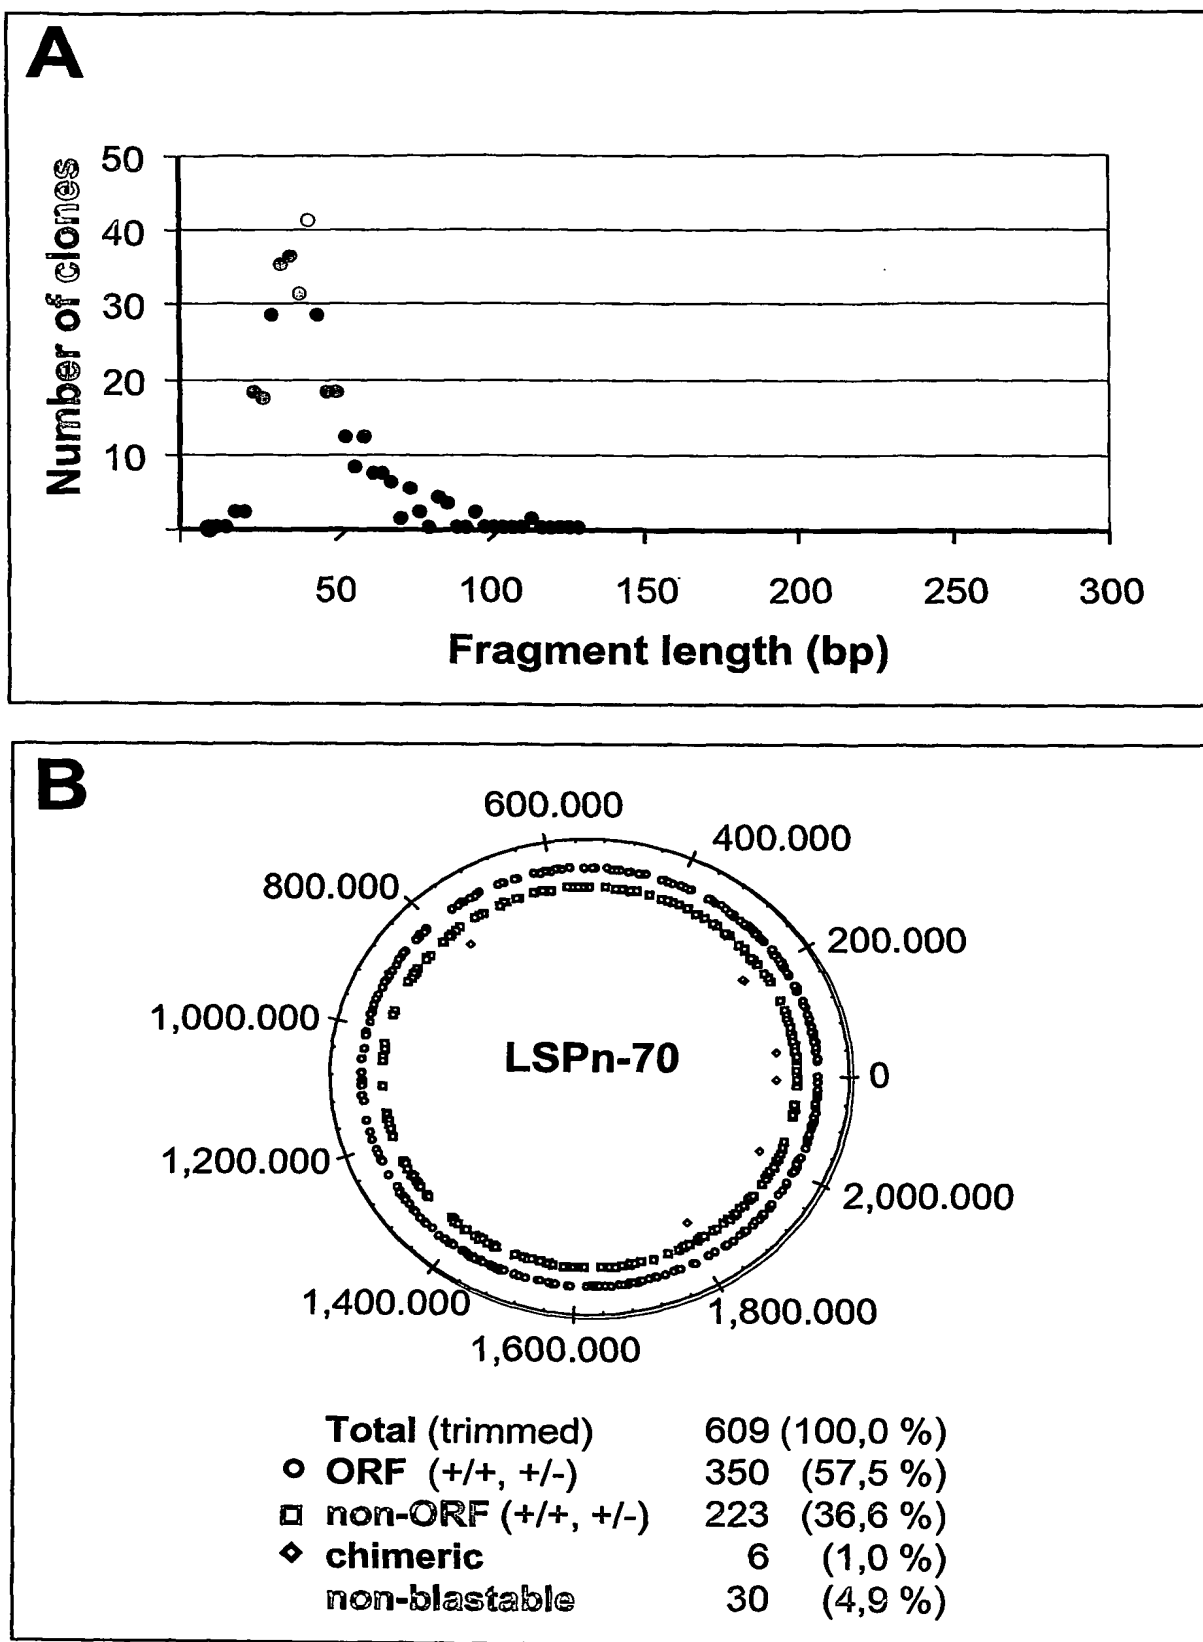 A
Number of clones
50
40
30
20
10
50 100 150 200 250 300
Fragment length (bp)
B
600.000
400.000
800.000
200.000
1,000.000
LSPn-70
0
1,200.000
2,000.000
1,400.000
1,800.000
1,600.000
Total (trimmed) 609 (100,0 %)
ORF (+/+, +/-) 350 (57,5 %)
non-ORF (+/+, +/-) 223 (36,6 %)
chimeric 6 (1,0 %)
non-blastable 30 (4,9 %)